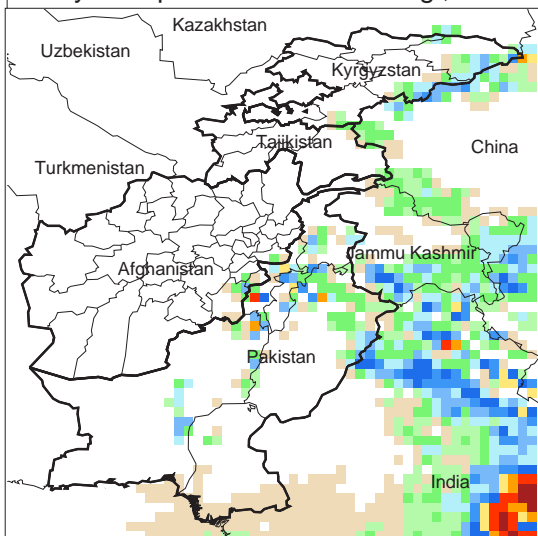 Kazakhstan
Uzbekistan
Kyrgyzstan
Tajikistan
China
Turkmenistan
Jammu Kashmir
Afghanistan
Pakistan
India